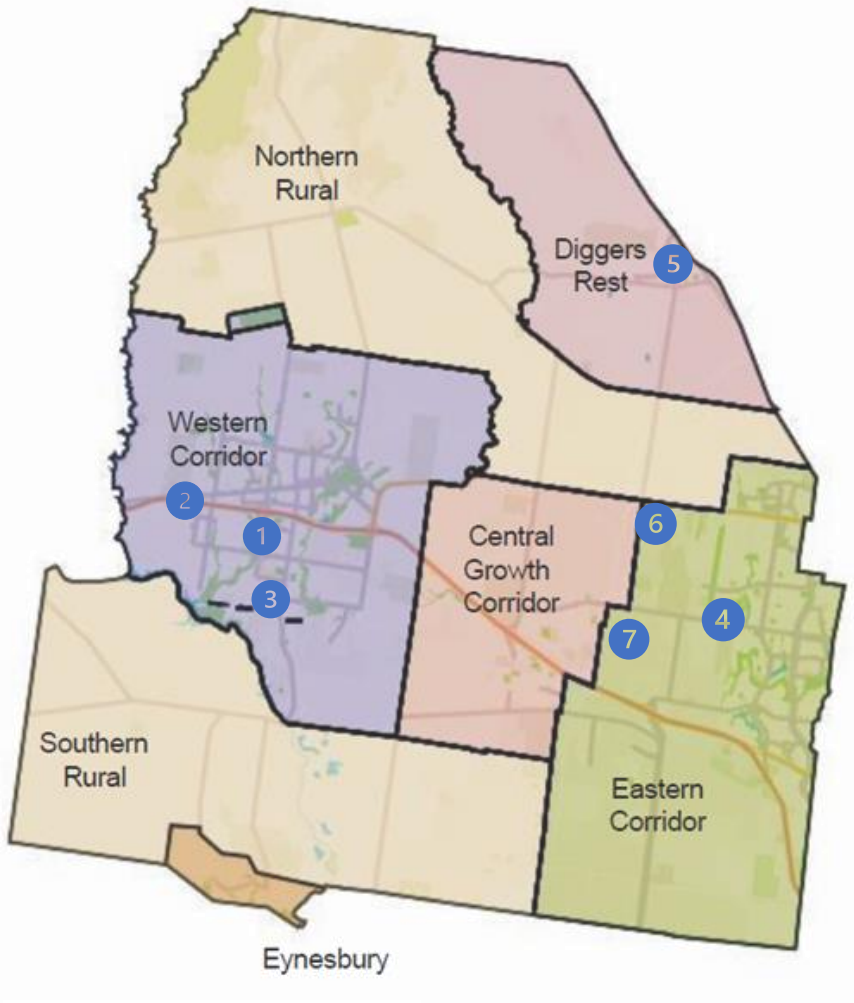 Northern
Rural
Diggers
Rest
5
Western
Corridor
2
1
3
Central
Growth
Corridor
6
4
7
Southern
Rural
Eastern
Corridor
Eynesbury